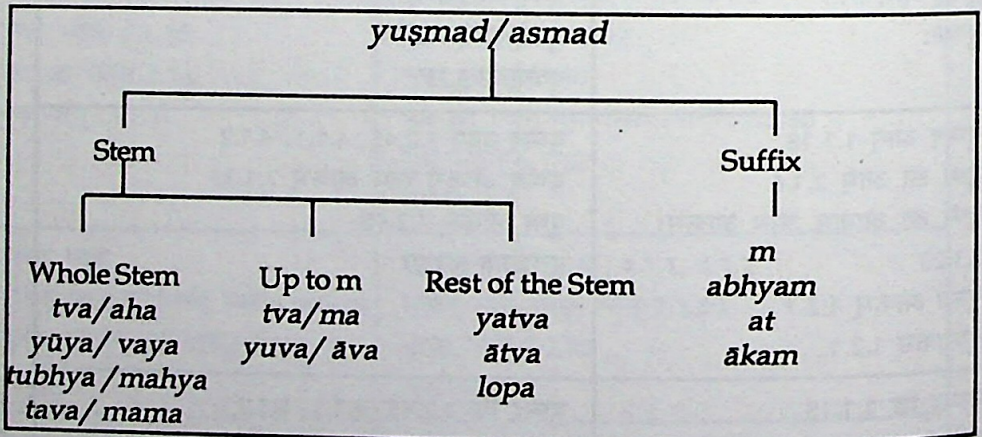 yuṣmad/asmad
Stem
Suffix
Whole Stem
tva/aha
yūya/ vaya
tubhya /mahya
tava/ mama
Up to m
tva/ma
yuva/ āva
Rest of the Stem
yatva
ātva
lopa
m
abhyam
at
ākam